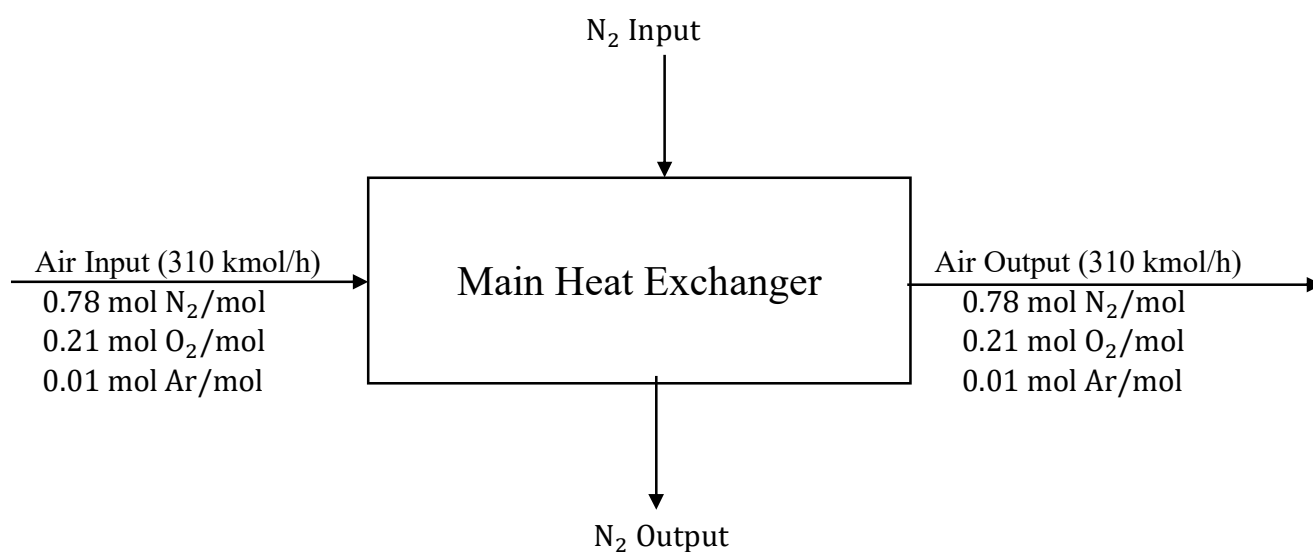 N₂ Input
Air Input (310 kmol/h)
0.78 mol N₂/mol
0.21 mol O₂/mol
0.01 mol Ar/mol
Main Heat Exchanger
Air Output (310 kmol/h)
0.78 mol N₂/mol
0.21 mol O₂/mol
0.01 mol Ar/mol
N₂ Output